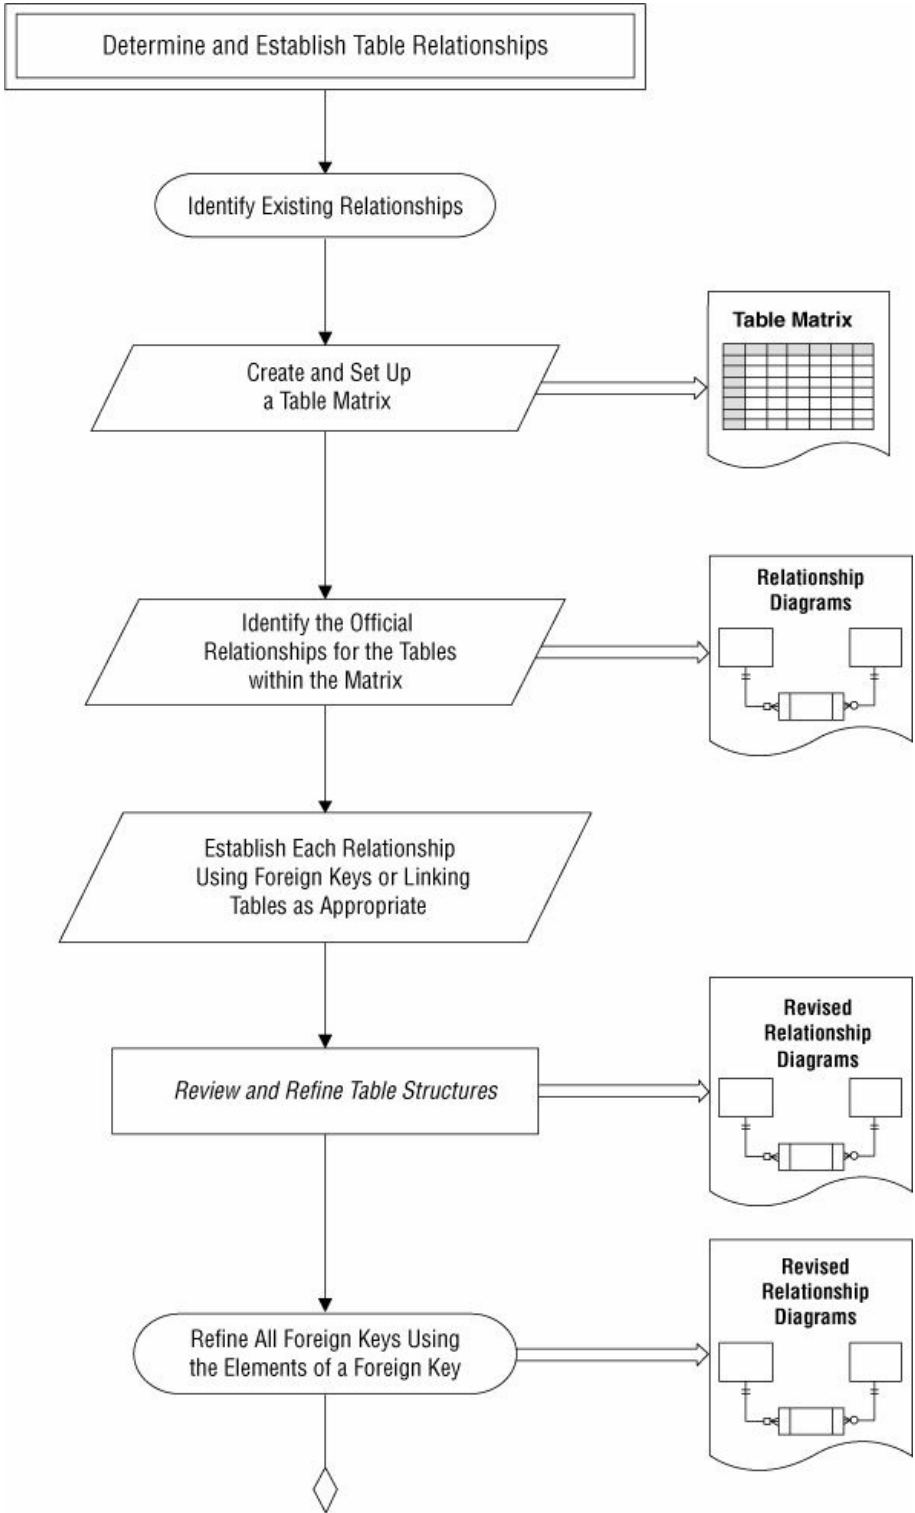 Determine and Establish Table Relationships
Identify Existing Relationships
Create and Set Up
a Table Matrix
Table Matrix
Identify the Official
Relationships for the Tables
within the Matrix
Relationship
Diagrams
Establish Each Relationship
Using Foreign Keys or Linking
Tables as Appropriate
Review and Refine Table Structures
Revised
Relationship
Diagrams
Refine All Foreign Keys Using
the Elements of a Foreign Key
Revised
Relationship
Diagrams